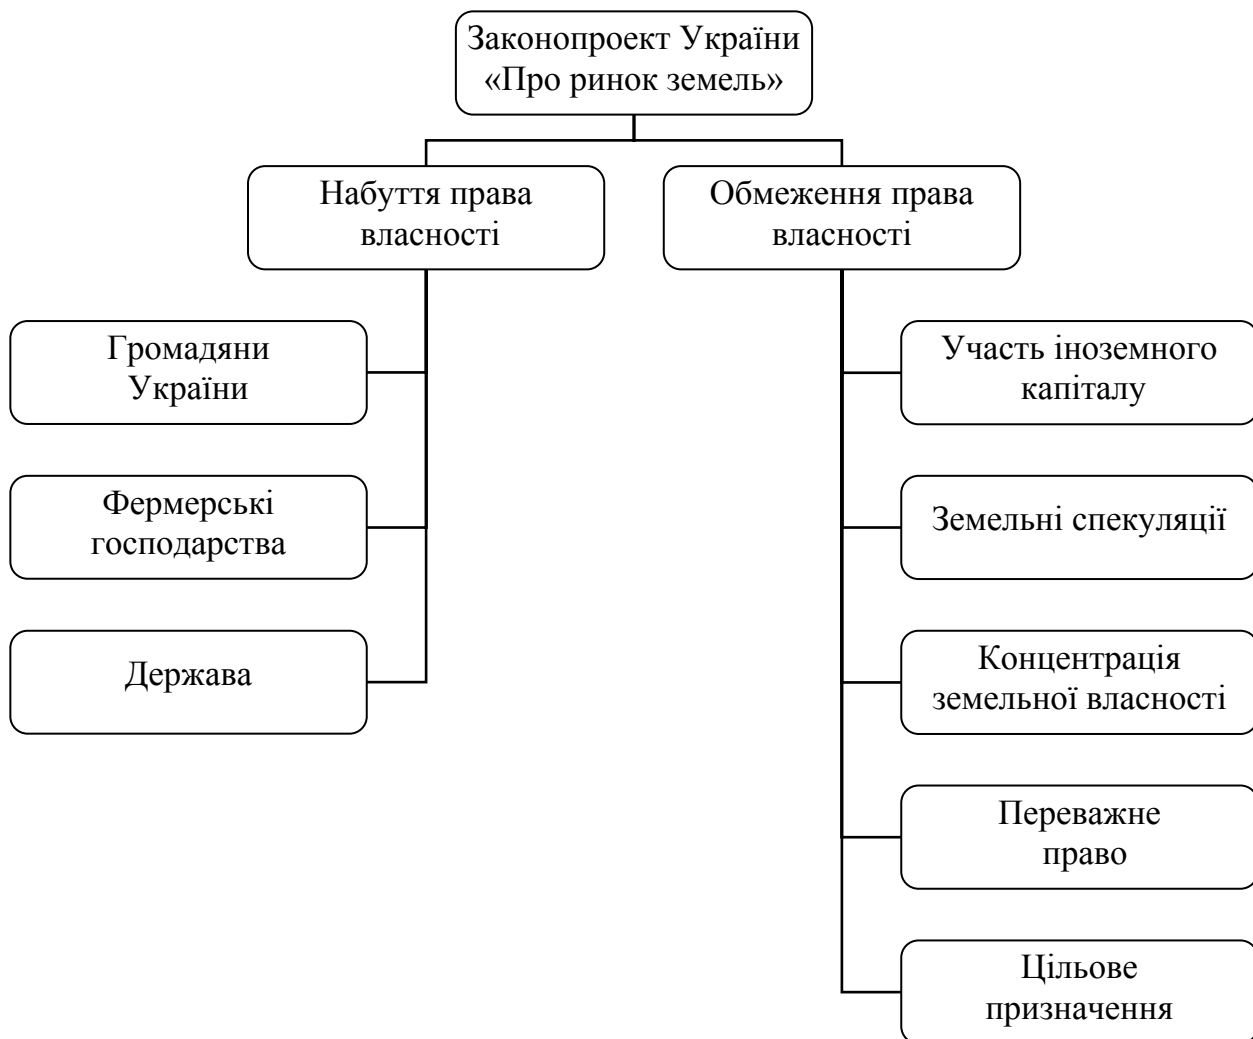 Законопроект України
«Про ринок земель»
Набуття права
власності
Обмеження права
власності
Громадяни
України
Фермерські
господарства
Держава
Участь іноземного
капіталу
Земельні спекуляції
Концентрація
земельної власності
Переважне
право
Цільове
призначення